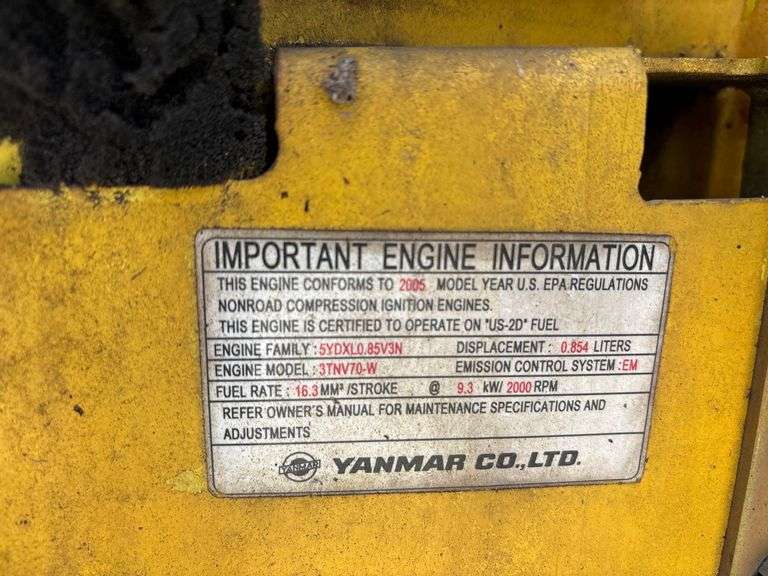 IMPORTANT ENGINE INFORMATION
THIS ENGINE CONFORMS TO 2005 MODEL YEAR U.S. EPA REGULATIONS
NONROAD COMPRESSION IGNITION ENGINES.
THIS ENGINE IS CERTIFIED TO OPERATE ON "US-2D" FUEL
ENGINE FAMILY : 5YDXL0.85V3N DISPLACEMENT : 0.854 LITERS
ENGINE MODEL : 3TNV70-W EMISSION CONTROL SYSTEM : EM
FUEL RATE : 16.3 MM³ /STROKE @ 9.3 kW/ 2000 RPM
REFER OWNER'S MANUAL FOR MAINTENANCE SPECIFICATIONS AND
ADJUSTMENTS
YANMAR YANMAR CO.,LTD.